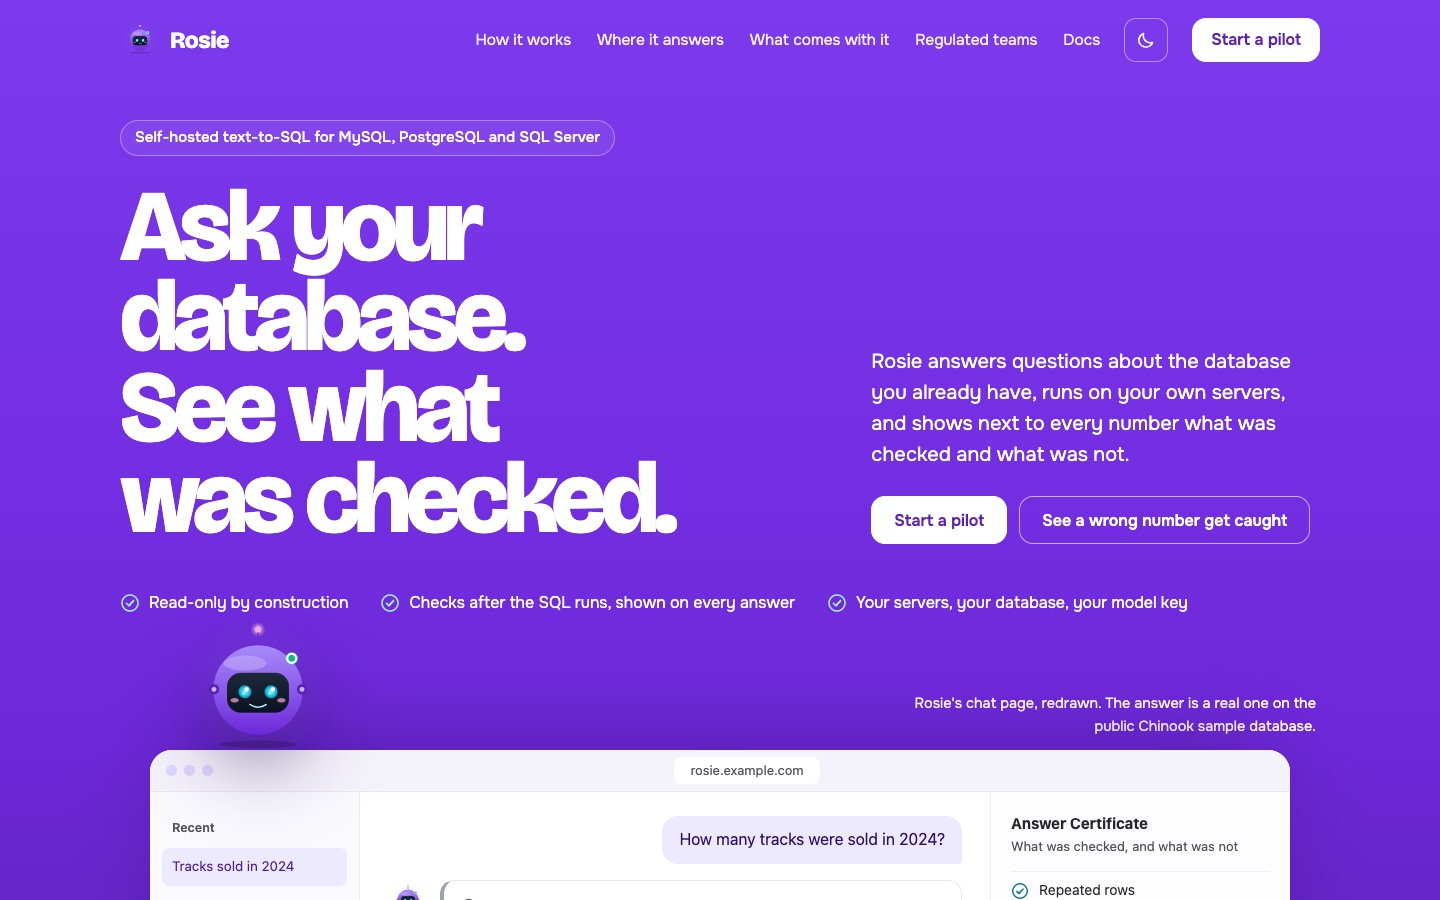 Rosie
How it works
Where it answers
What comes with it
Regulated teams
Docs
Start a pilot
Self-hosted text-to-SQL for MySQL, PostgreSQL and SQL Server
Ask your
database.
See what
was checked.
Rosie answers questions about the database
you already have, runs on your own servers,
and shows next to every number what was
checked and what was not.
Start a pilot
See a wrong number get caught
Read-only by construction
Checks after the SQL runs, shown on every answer
Your servers, your database, your model key
Rosie's chat page, redrawn. The answer is a real one on the
public Chinook sample database.
rosie.example.com
Recent
Tracks sold in 2024
How many tracks were sold in 2024?
Answer Certificate
What was checked, and what was not
Repeated rows